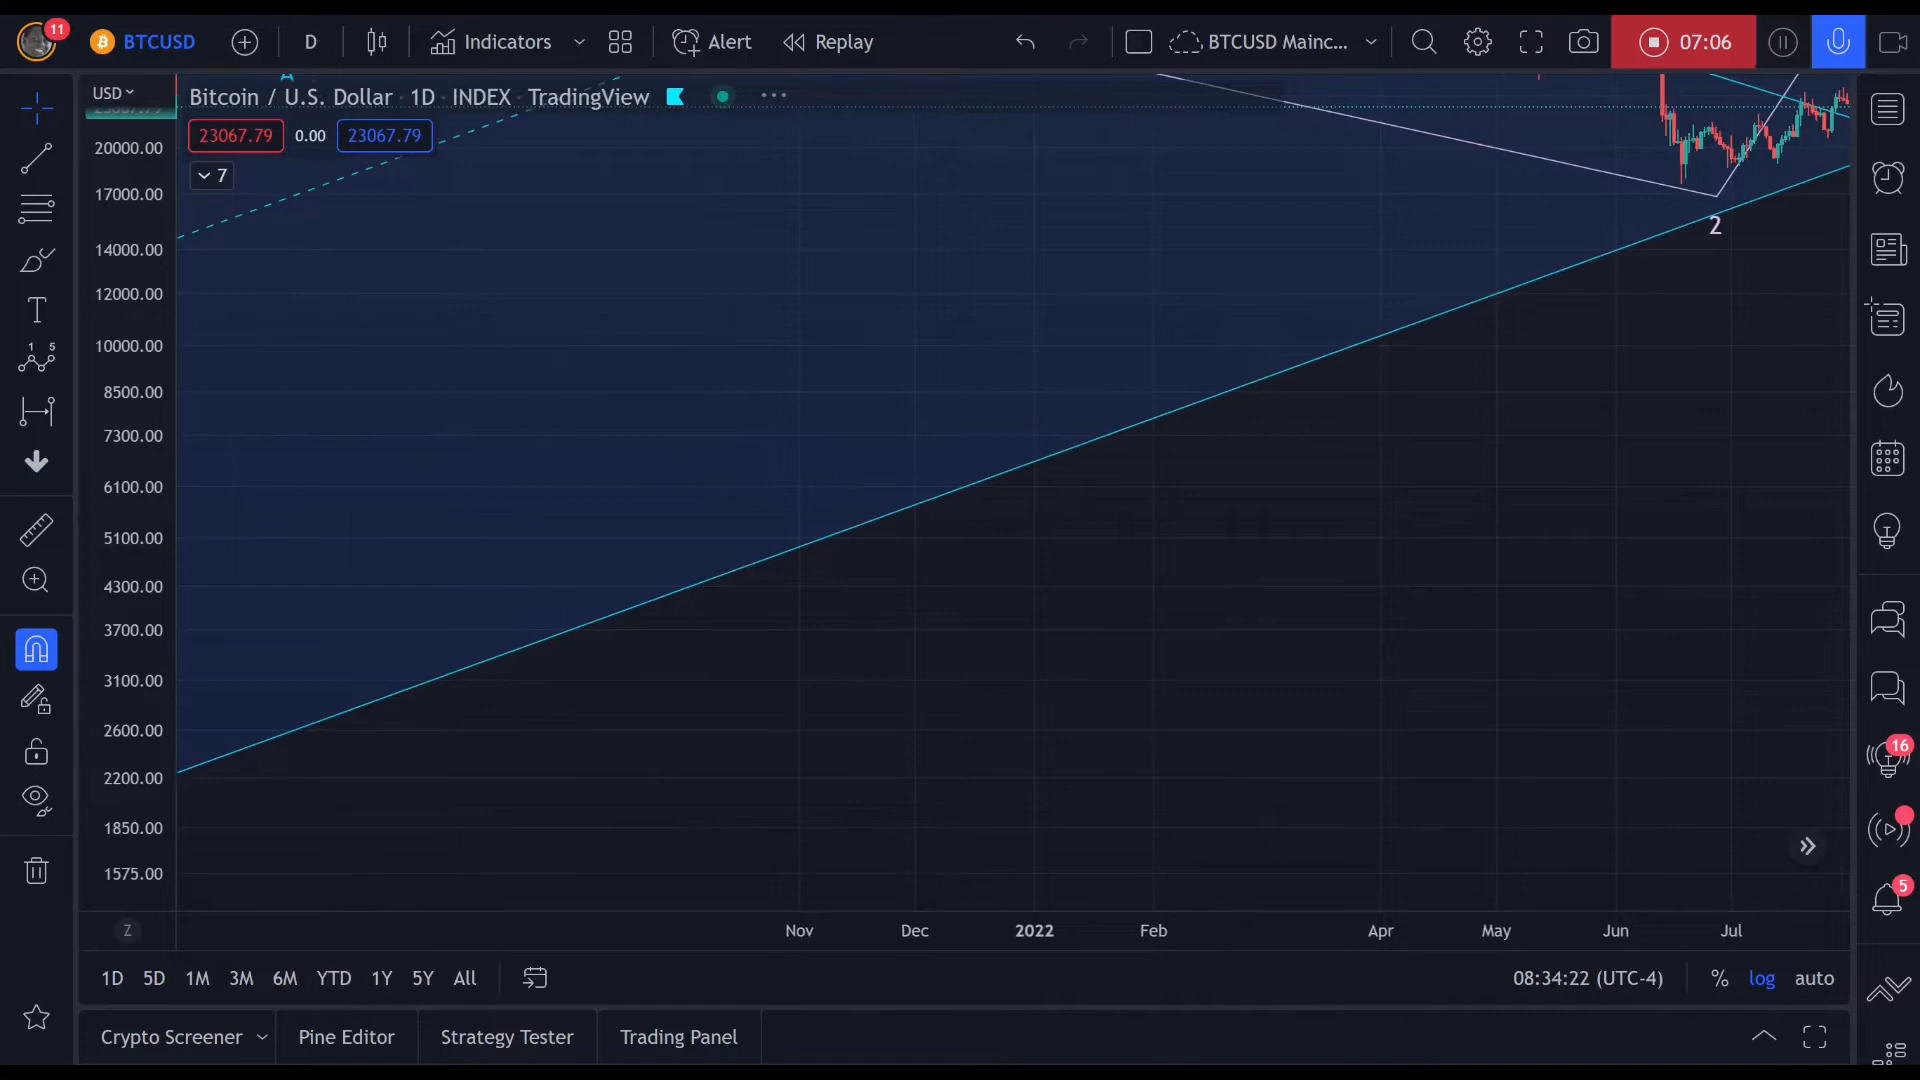 11
BTCUSD
D
Indicators
Alert
Replay
BTCUSD Mainc...
07:06
USD
A
Bitcoin / U.S. Dollar · 1D · INDEX · TradingView
23067.79
23067.79 0.00 23067.79
7
20000.00
17000.00
14000.00
12000.00
10000.00
8500.00
7300.00
6100.00
5100.00
4300.00
3700.00
3100.00
2600.00
2200.00
1850.00
1575.00
2
16
5
Z
Nov Dec 2022 Feb Apr May Jun Jul
1D 5D 1M 3M 6M YTD 1Y 5Y All
08:34:22 (UTC-4) % log auto
Crypto Screener Pine Editor Strategy Tester Trading Panel